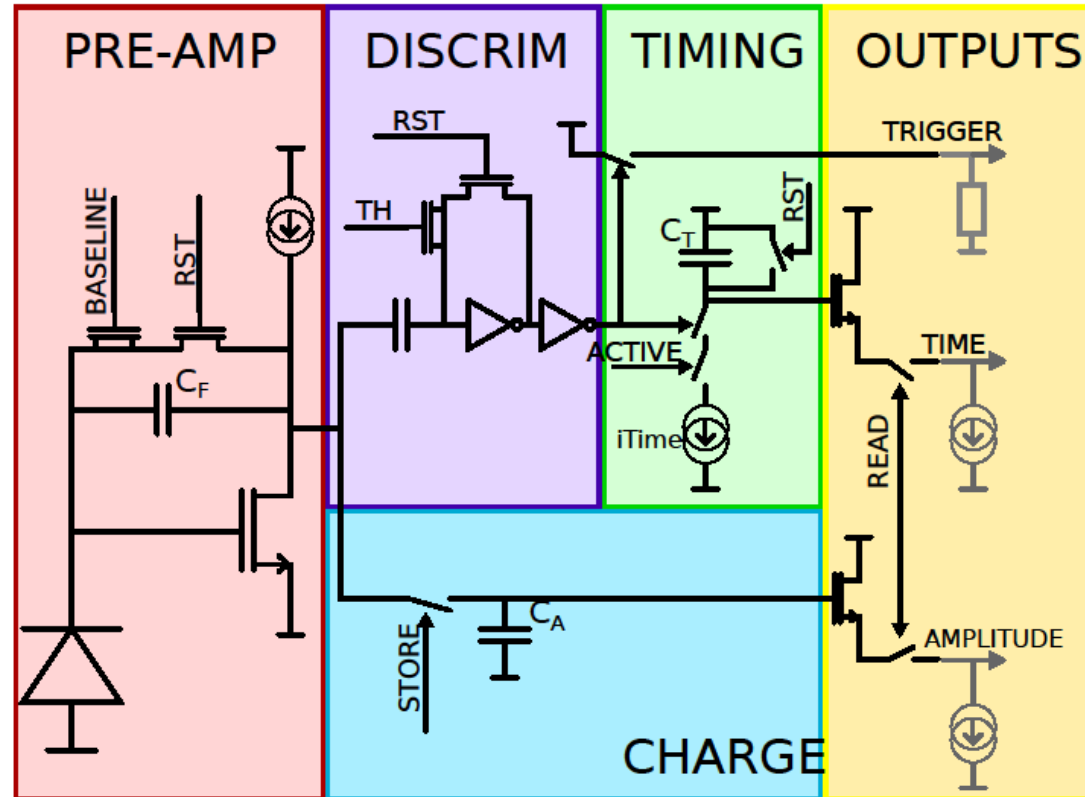 PRE-AMP
DISCRIM
TIMING
OUTPUTS
RST
TRIGGER
TH
RST
BASELINE
RST
CT
CF
ACTIVE
TIME
iTime
READ
CA
STORE
AMPLITUDE
CHARGE